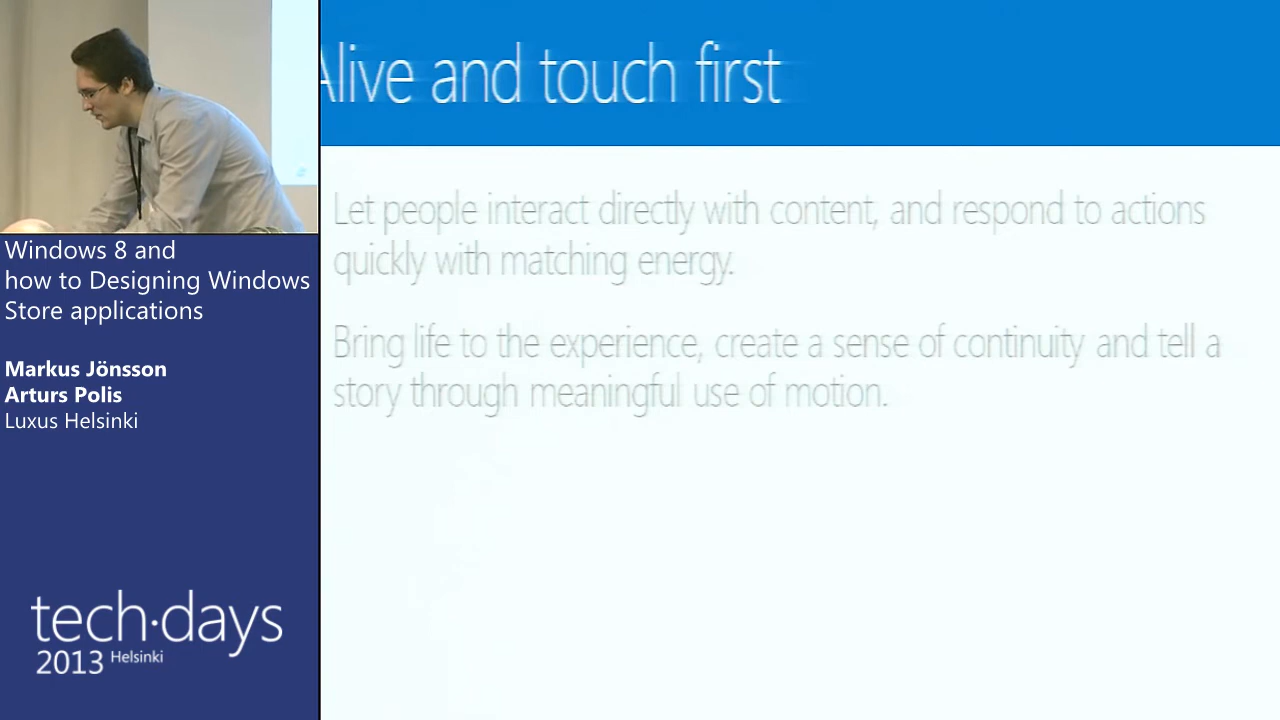 Alive and touch first
Let people interact directly with content, and respond to actions
quickly with matching energy.
Bring life to the experience, create a sense of continuity and tell a
story through meaningful use of motion.
Windows 8 and
how to Designing Windows
Store applications
Markus Jönsson
Arturs Polis
Luxus Helsinki
tech·days
2013 Helsinki